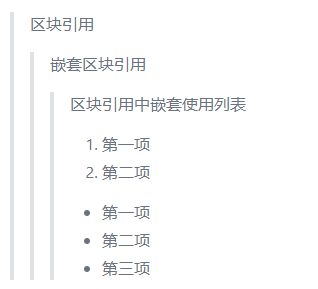 区块引用
嵌套区块引用
区块引用中嵌套使用列表
1. 第一项
2. 第二项
• 第一项
• 第二项
• 第三项